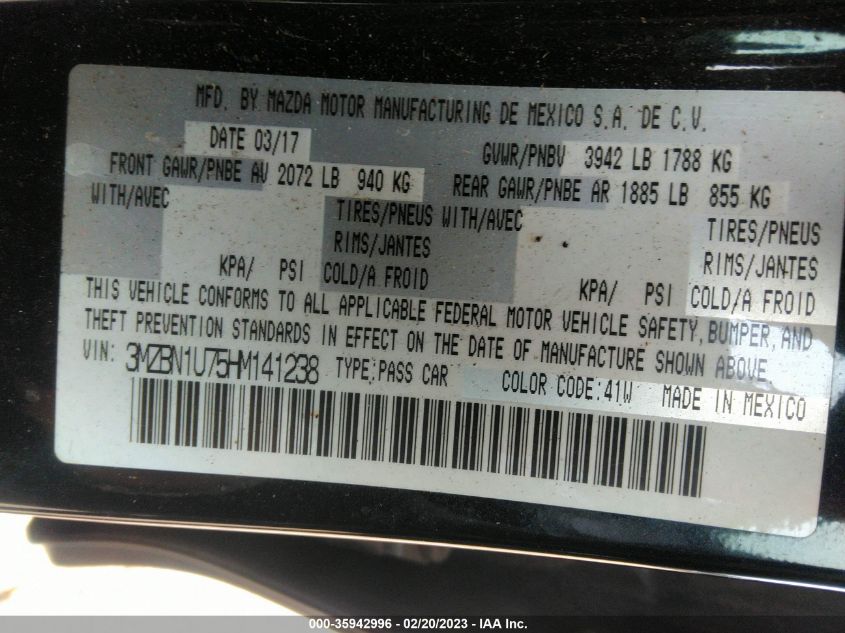 MFD. BY MAZDA MOTOR MANUFACTURING DE MEXICO S.A. DE C.V.
DATE 03/17 GVWR/PNBV 3942 LB 1788 KG
FRONT GAWR/PNBE AV 2072 LB 940 KG REAR GAWR/PNBE AR 1885 LB 855 KG
WITH/AVEC TIRES/PNEUS WITH/AVEC TIRES/PNEUS
RIMS/JANTES RIMS/JANTES
KPA/ PSI COLD/A FROID KPA/ PSI COLD/A FROID
THIS VEHICLE CONFORMS TO ALL APPLICABLE FEDERAL MOTOR VEHICLE SAFETY, BUMPER, AND
THEFT PREVENTION STANDARDS IN EFFECT ON THE DATE OF MANUFACTURE SHOWN ABOVE.
VIN: 3MZBN1U75HM141238 TYPE:PASS CAR COLOR CODE:41W MADE IN MEXICO
000-35942996 - 02/20/2023 - IAA Inc.